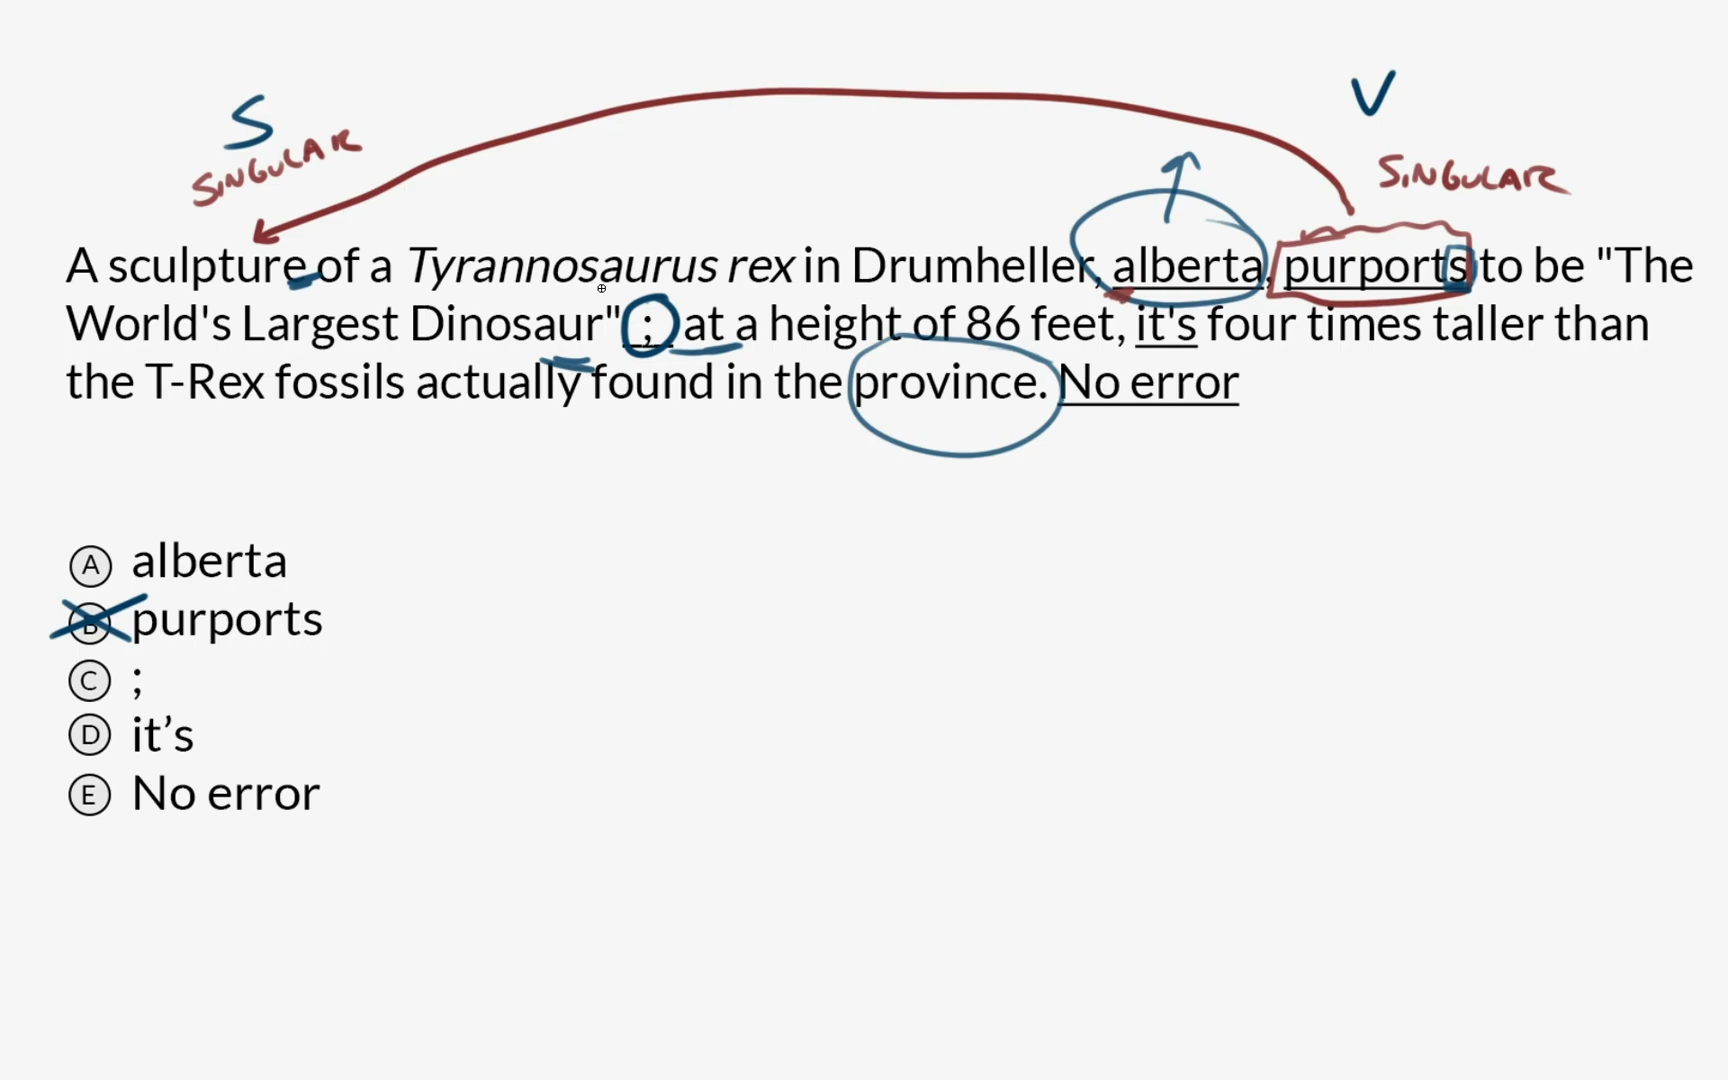 S
V
SINGULAR
SINGULAR
A sculpture of a Tyrannosaurus rex in Drumheller, alberta, purports to be "The
World's Largest Dinosaur" ; at a height of 86 feet, it's four times taller than
the T-Rex fossils actually found in the province. No error
A alberta
B purports
C ;
D it’s
E No error